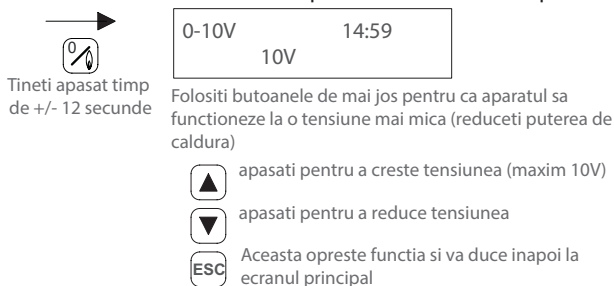 0-10V 14:59
10V
0
Tineti apasat timp
de +/- 12 secunde
Folositi butoanele de mai jos pentru ca aparatul sa
functioneze la o tensiune mai mica (reduceti puterea de
caldura)
apasati pentru a creste tensiunea (maxim 10V)
apasati pentru a reduce tensiunea
ESC
Aceasta opreste functia si va duce inapoi la
ecranul principal